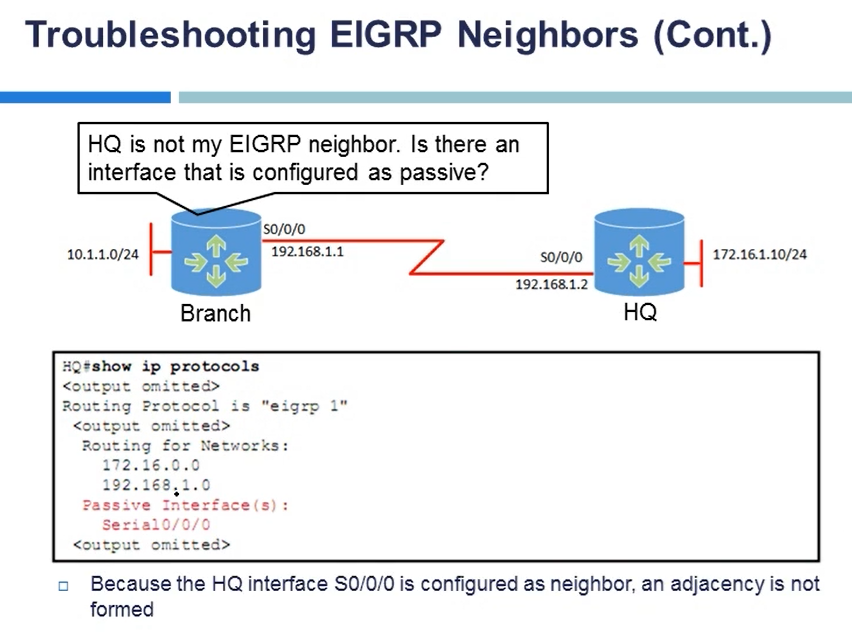 Troubleshooting EIGRP Neighbors (Cont.)
HQ is not my EIGRP neighbor. Is there an
interface that is configured as passive?
S0/0/0
10.1.1.0/24
192.168.1.1
S0/0/0
172.16.1.10/24
192.168.1.2
Branch
HQ
HQ#show ip protocols
<output omitted>
Routing Protocol is "eigrp 1"
<output omitted>
Routing for Networks:
172.16.0.0
192.168.1.0
Passive Interface(s):
Serial0/0/0
<output omitted>
Because the HQ interface S0/0/0 is configured as neighbor, an adjacency is not
formed